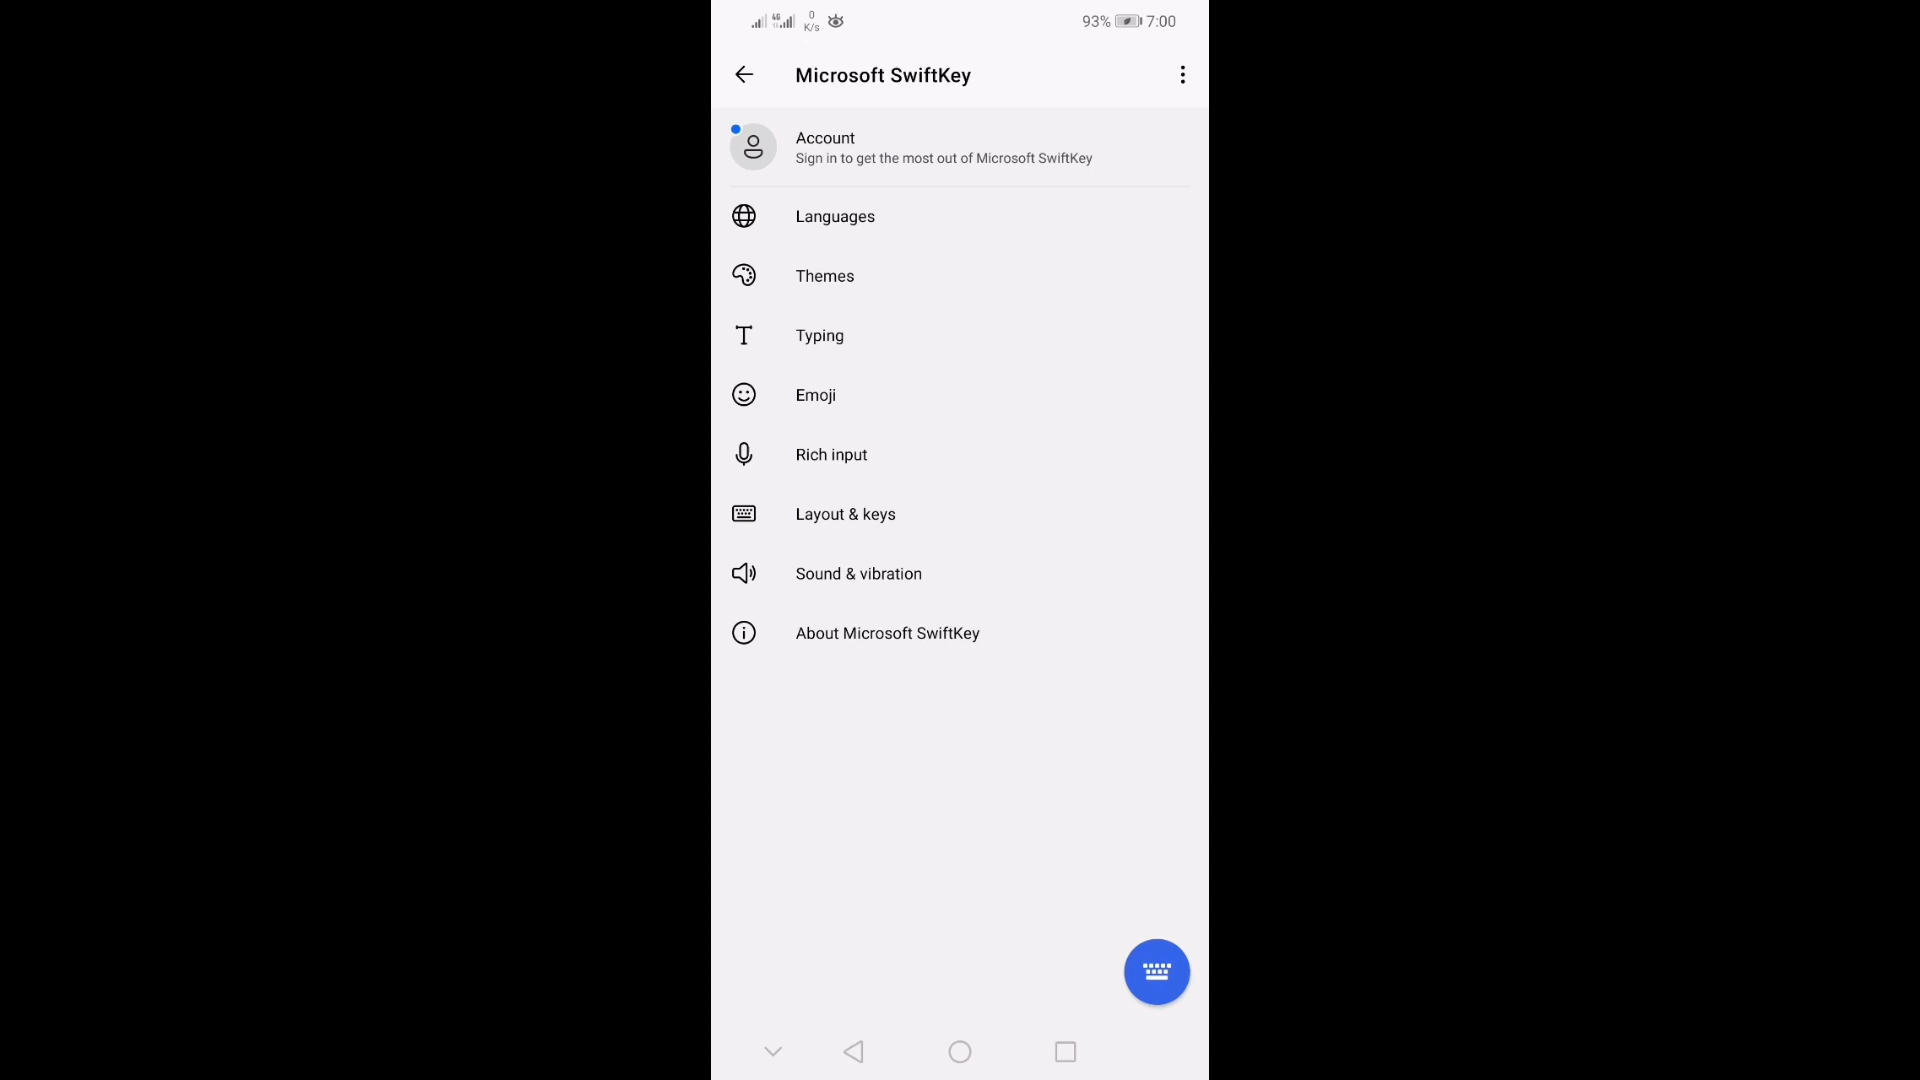 4G
0
K/s
93%
7:00
Microsoft SwiftKey
Account
Sign in to get the most out of Microsoft SwiftKey
Languages
Themes
Typing
Emoji
Rich input
Layout & keys
Sound & vibration
About Microsoft SwiftKey